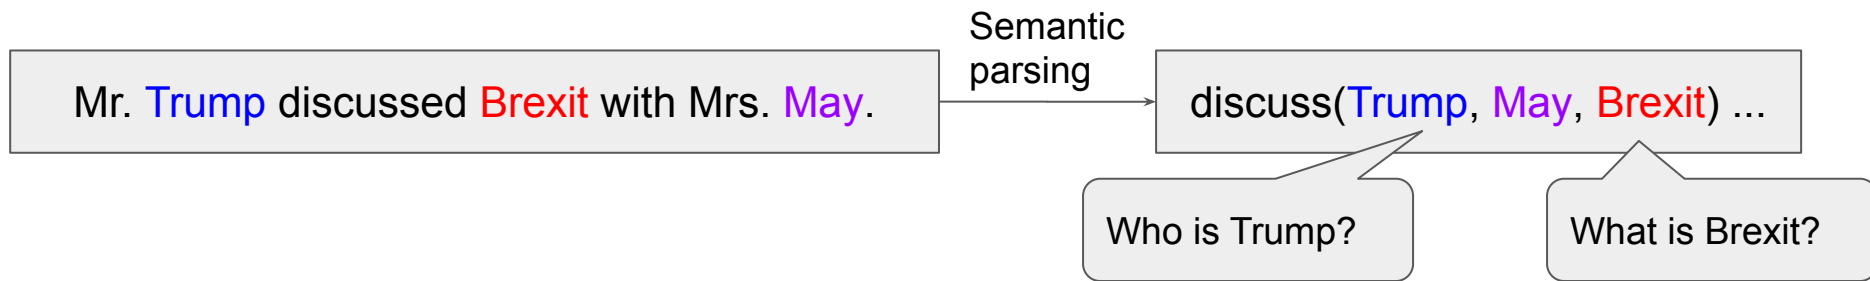 Semantic
parsing
Mr. Trump discussed Brexit with Mrs. May.
discuss(Trump, May, Brexit) ...
Who is Trump?
What is Brexit?